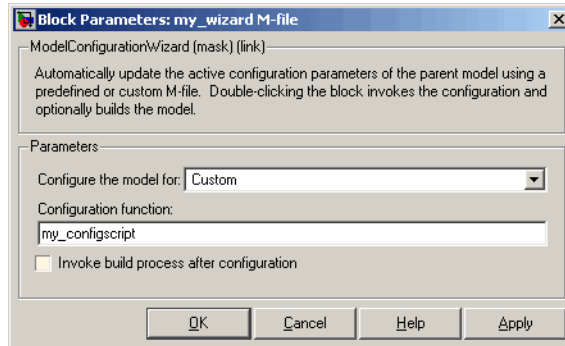 Block Parameters: my_wizard M-file
ModelConfigurationWizard (mask) (link)
Automatically update the active configuration parameters of the parent model using a
predefined or custom M-file. Double-clicking the block invokes the configuration and
optionally builds the model.
Parameters
Configure the model for: Custom
Configuration function:
my_configscript
Invoke build process after configuration
OK Cancel Help Apply